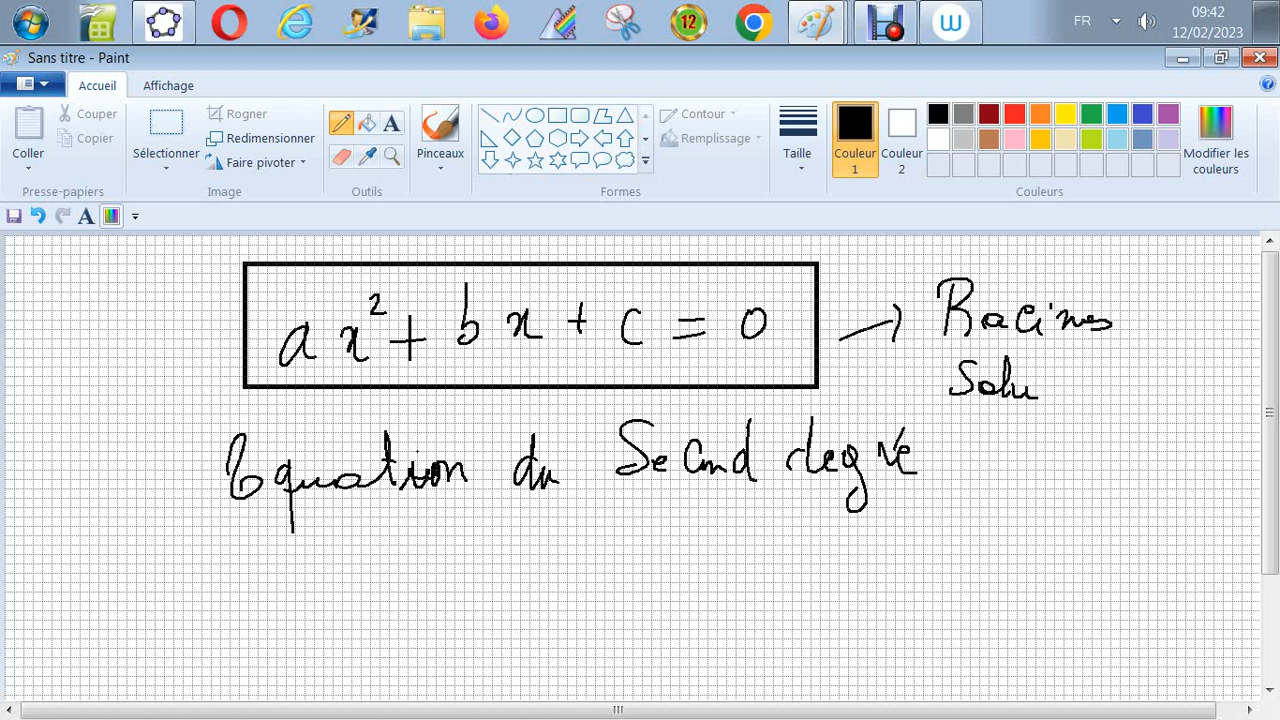 12
FR
09:42
12/02/2023
W
Sans titre - Paint
Accueil Affichage
Coller
Couper
Copier
Presse-papiers
Sélectionner
Rogner
Redimensionner
Faire pivoter
Image
A
Outils
Pinceaux
Contour
Remplissage
Formes
Taille
Couleur 1
Couleur 2
Modifier les couleurs
Couleurs
A
ax²+ bx + c = 0 → Racines
Solu
Equation du Second degré